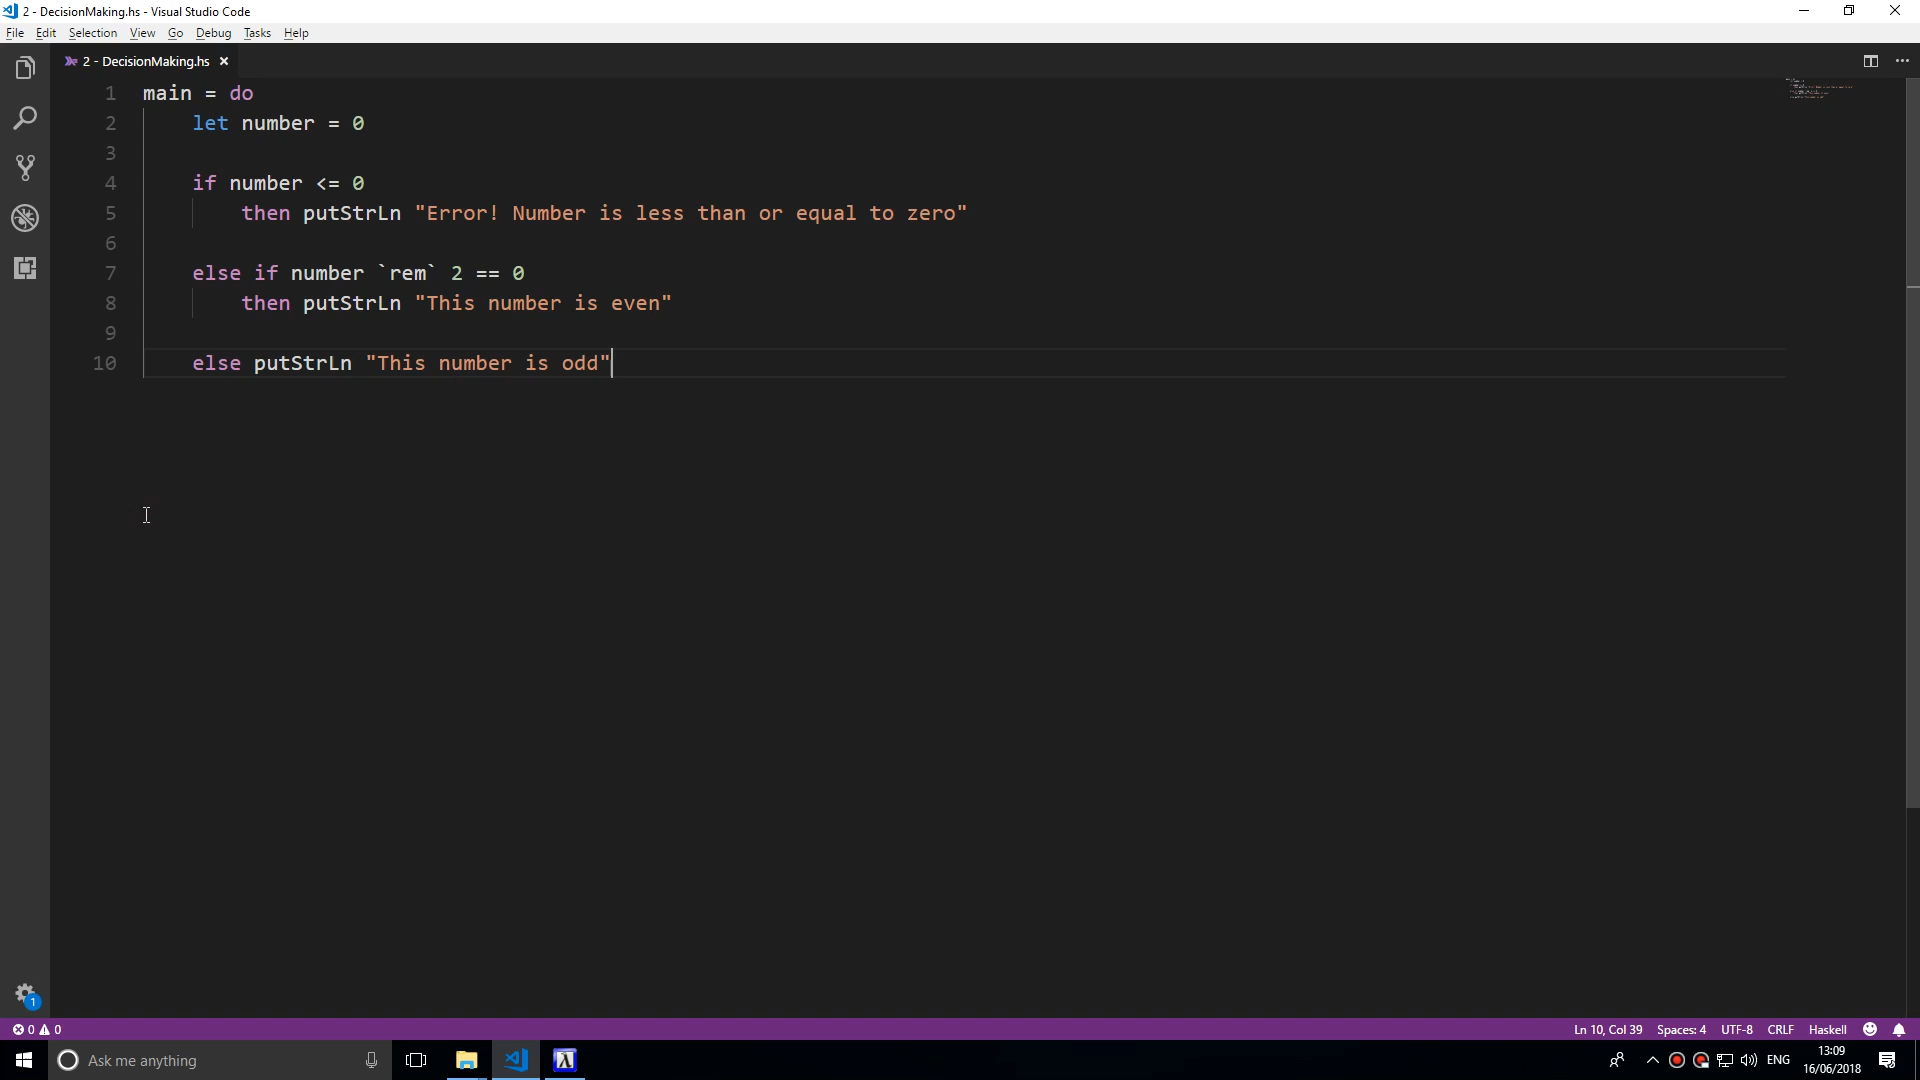 2 - DecisionMaking.hs - Visual Studio Code
File Edit Selection View Go Debug Tasks Help
2 - DecisionMaking.hs ×
1 main = do
2     let number = 0
3
4     if number <= 0
5         then putStrLn "Error! Number is less than or equal to zero"
6
7     else if number `rem` 2 == 0
8         then putStrLn "This number is even"
9
10     else putStrLn "This number is odd"
1
0 0 Ln 10, Col 39 Spaces: 4 UTF-8 CRLF Haskell
Ask me anything ENG 13:09
16/06/2018